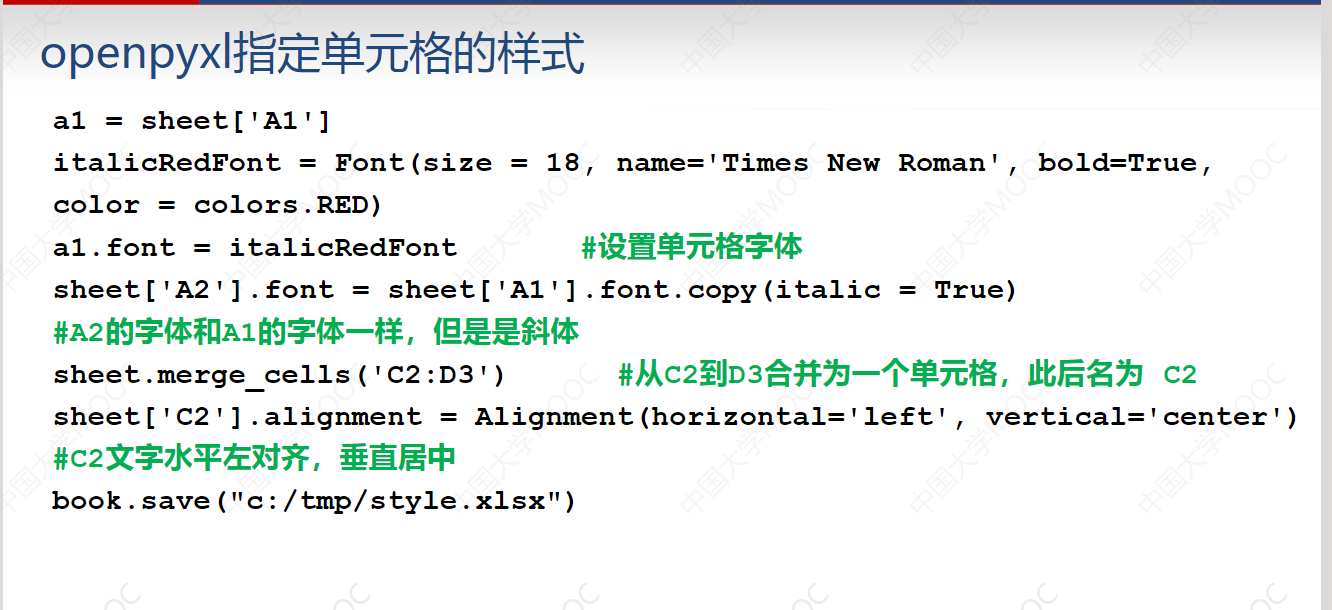 openpyxl指定单元格的样式
a1 = sheet['A1']
italicRedFont = Font(size = 18, name='Times New Roman', bold=True,
color = colors.RED)
a1.font = italicRedFont #设置单元格字体
sheet['A2'].font = sheet['A1'].font.copy(italic = True)
#A2的字体和A1的字体一样，但是是斜体
sheet.merge_cells('C2:D3') #从C2到D3合并为一个单元格，此后名为 C2
sheet['C2'].alignment = Alignment(horizontal='left', vertical='center')
#C2文字水平左对齐，垂直居中
book.save("c:/tmp/style.xlsx")
中国大学MOOC